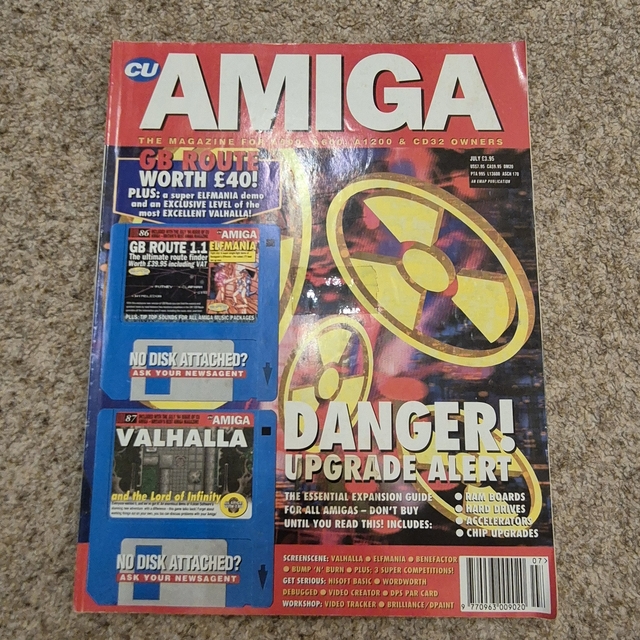 CU AMIGA
THE MAGAZINE FOR A500, A600, A1200 & CD32 OWNERS
GB ROUTE
WORTH £40!
PLUS: a super ELFMANIA demo
and an EXCLUSIVE level of the
most EXCELLENT VALHALLA!
JULY £3.95
AN EMAP PUBLICATION
86
AMIGA
GB ROUTE 1.1
The ultimate route finder
Worth £39.95 including VAT
ELFMANIA
PLUS: TIP TOP SOUNDS FOR ALL AMIGA MUSIC PACKAGES
NO DISK ATTACHED?
ASK YOUR NEWSAGENT
87
AMIGA
VALHALLA
and the Lord of Infinity
NO DISK ATTACHED?
ASK YOUR NEWSAGENT
DANGER!
UPGRADE ALERT
THE ESSENTIAL EXPANSION GUIDE
FOR ALL AMIGAS – DON'T BUY
UNTIL YOU READ THIS! INCLUDES:
● RAM BOARDS
● HARD DRIVES
● ACCELERATORS
● CHIP UPGRADES
SCREENSCENE: VALHALLA ● ELFMANIA ● BENEFACTOR
● BUMP 'N' BURN ● PLUS: 3 SUPER COMPETITIONS!
GET SERIOUS: HISOFT BASIC ● WORDWORTH
DEBUGGED ● VIDEO CREATOR ● DPS PAR CARD
WORKSHOP: VIDEO TRACKER ● BRILLIANCE/DPAINT
07
9 770963 009020